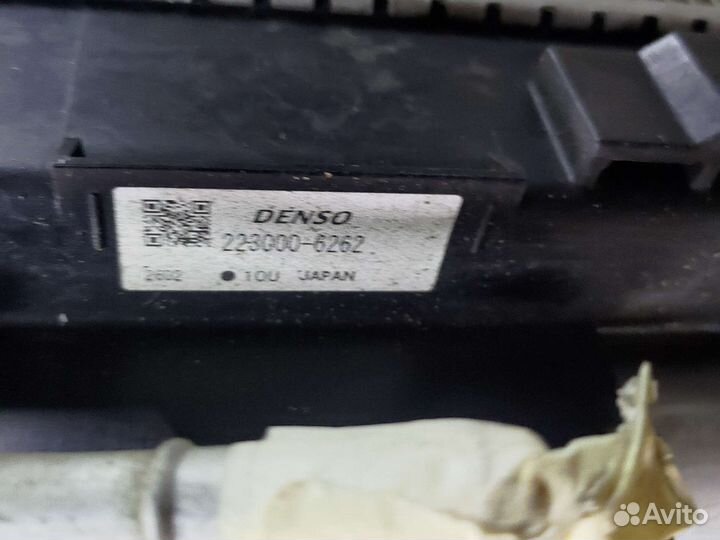 DENSO
223000-6262
2602 ● 10U JAPAN
Avito